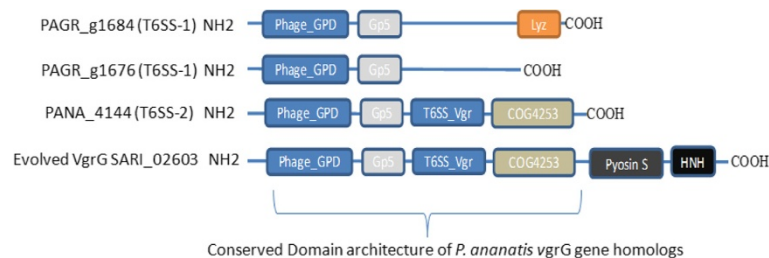 PAGR_g1684 (T6SS-1) NH2 Phage_GPD Gp5 Lyz COOH
PAGR_g1676 (T6SS-1) NH2 Phage_GPD Gp5 COOH
PANA_4144 (T6SS-2) NH2 Phage_GPD Gp5 T6SS_Vgr COG4253 COOH
Evolved VgrG SARI_02603 NH2 Phage_GPD Gp5 T6SS_Vgr COG4253 Pyosin S HNH COOH
Conserved Domain architecture of P. ananatis vgrG gene homologs